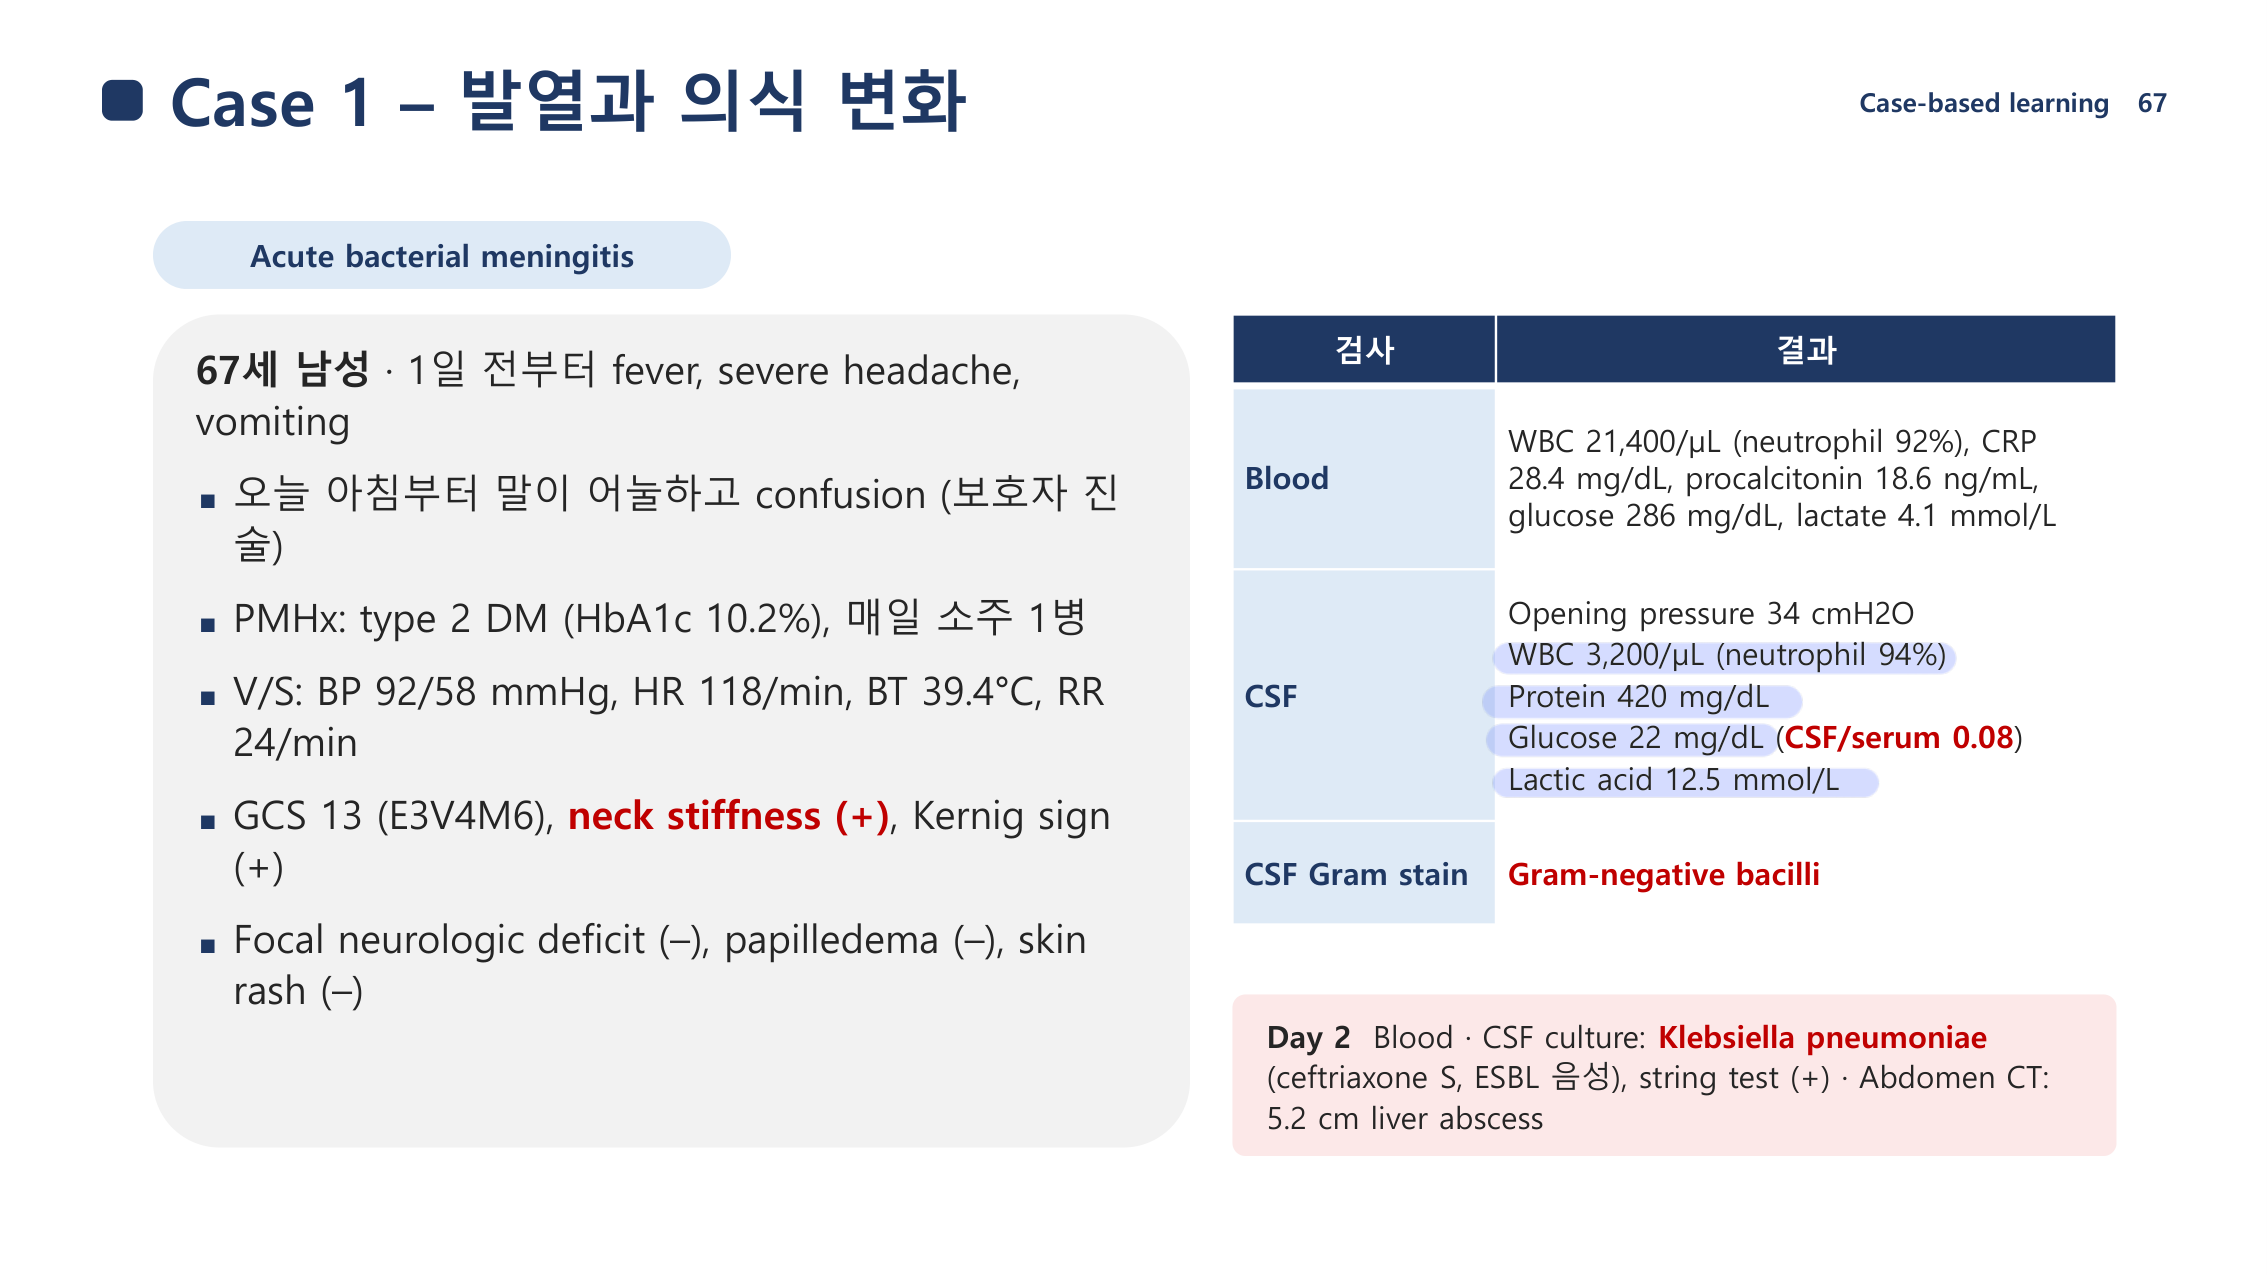 Case 1 – 발열과 의식 변화
Case-based learning 67
Acute bacterial meningitis
67세 남성 · 1일 전부터 fever, severe headache,
vomiting
▪ 오늘 아침부터 말이 어눌하고 confusion (보호자 진
술)
▪ PMHx: type 2 DM (HbA1c 10.2%), 매일 소주 1병
▪ V/S: BP 92/58 mmHg, HR 118/min, BT 39.4°C, RR
24/min
▪ GCS 13 (E3V4M6), neck stiffness (+), Kernig sign
(+)
▪ Focal neurologic deficit (–), papilledema (–), skin
rash (–)
검사 결과
Blood
WBC 21,400/μL (neutrophil 92%), CRP
28.4 mg/dL, procalcitonin 18.6 ng/mL,
glucose 286 mg/dL, lactate 4.1 mmol/L
CSF
Opening pressure 34 cmH2O
WBC 3,200/μL (neutrophil 94%)
Protein 420 mg/dL
Glucose 22 mg/dL (CSF/serum 0.08)
Lactic acid 12.5 mmol/L
CSF Gram stain
Gram-negative bacilli
Day 2 Blood · CSF culture: Klebsiella pneumoniae
(ceftriaxone S, ESBL 음성), string test (+) · Abdomen CT:
5.2 cm liver abscess